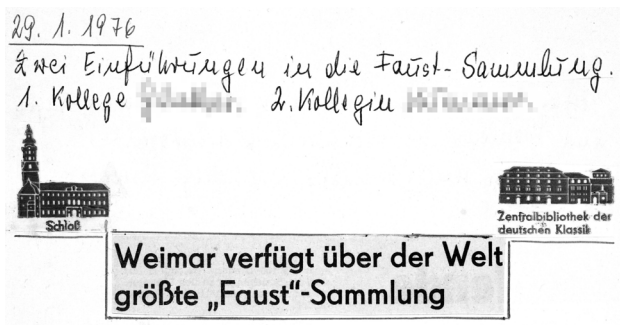 29. 1. 1976
Zwei Einführungen in die Faust-Sammlung.
1. Kollege 2. Kollegin
Schloß
Zentralbibliothek der
deutschen Klassik
Weimar verfügt über der Welt
größte „Faust“-Sammlung